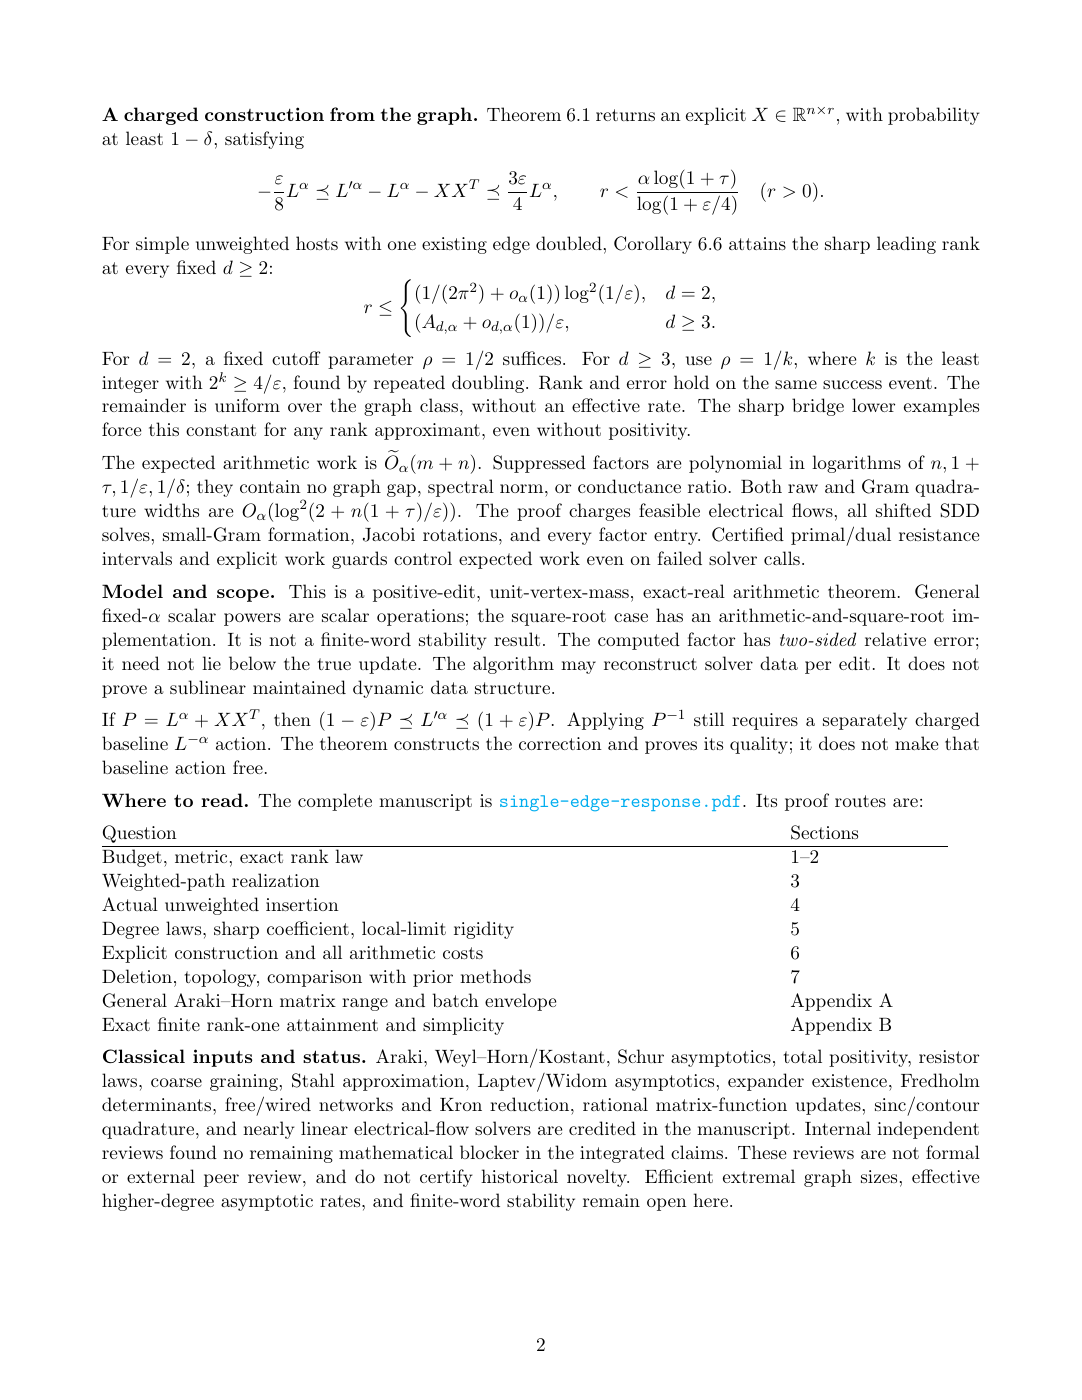 A charged construction from the graph. Theorem 6.1 returns an explicit X ∈ ℝⁿˣʳ, with probability
at least 1 − δ, satisfying
−ε/8 L^α ⪯ L′^α − L^α − XX^T ⪯ 3ε/4 L^α, r < α log(1 + τ)/log(1 + ε/4) (r > 0).
For simple unweighted hosts with one existing edge doubled, Corollary 6.6 attains the sharp leading rank
at every fixed d ≥ 2:
r ≤ { (1/(2π²) + o_α(1)) log²(1/ε), d = 2,
(A_{d,α} + o_{d,α}(1))/ε, d ≥ 3.
For d = 2, a fixed cutoff parameter ρ = 1/2 suffices. For d ≥ 3, use ρ = 1/k, where k is the least
integer with 2^k ≥ 4/ε, found by repeated doubling. Rank and error hold on the same success event. The
remainder is uniform over the graph class, without an effective rate. The sharp bridge lower examples
force this constant for any rank approximant, even without positivity.
The expected arithmetic work is Õ_α(m + n). Suppressed factors are polynomial in logarithms of n, 1 +
τ, 1/ε, 1/δ; they contain no graph gap, spectral norm, or conductance ratio. Both raw and Gram quadra-
ture widths are O_α(log²(2 + n(1 + τ)/ε)). The proof charges feasible electrical flows, all shifted SDD
solves, small-Gram formation, Jacobi rotations, and every factor entry. Certified primal/dual resistance
intervals and explicit work guards control expected work even on failed solver calls.
Model and scope. This is a positive-edit, unit-vertex-mass, exact-real arithmetic theorem. General
fixed-α scalar powers are scalar operations; the square-root case has an arithmetic-and-square-root im-
plementation. It is not a finite-word stability result. The computed factor has two-sided relative error;
it need not lie below the true update. The algorithm may reconstruct solver data per edit. It does not
prove a sublinear maintained dynamic data structure.
If P = L^α + XX^T, then (1 − ε)P ⪯ L′^α ⪯ (1 + ε)P. Applying P⁻¹ still requires a separately charged
baseline L^{−α} action. The theorem constructs the correction and proves its quality; it does not make that
baseline action free.
Where to read. The complete manuscript is single-edge-response.pdf. Its proof routes are:
Question Sections
Budget, metric, exact rank law 1–2
Weighted-path realization 3
Actual unweighted insertion 4
Degree laws, sharp coefficient, local-limit rigidity 5
Explicit construction and all arithmetic costs 6
Deletion, topology, comparison with prior methods 7
General Araki–Horn matrix range and batch envelope Appendix A
Exact finite rank-one attainment and simplicity Appendix B
Classical inputs and status. Araki, Weyl–Horn/Kostant, Schur asymptotics, total positivity, resistor
laws, coarse graining, Stahl approximation, Laptev/Widom asymptotics, expander existence, Fredholm
determinants, free/wired networks and Kron reduction, rational matrix-function updates, sinc/contour
quadrature, and nearly linear electrical-flow solvers are credited in the manuscript. Internal independent
reviews found no remaining mathematical blocker in the integrated claims. These reviews are not formal
or external peer review, and do not certify historical novelty. Efficient extremal graph sizes, effective
higher-degree asymptotic rates, and finite-word stability remain open here.
2